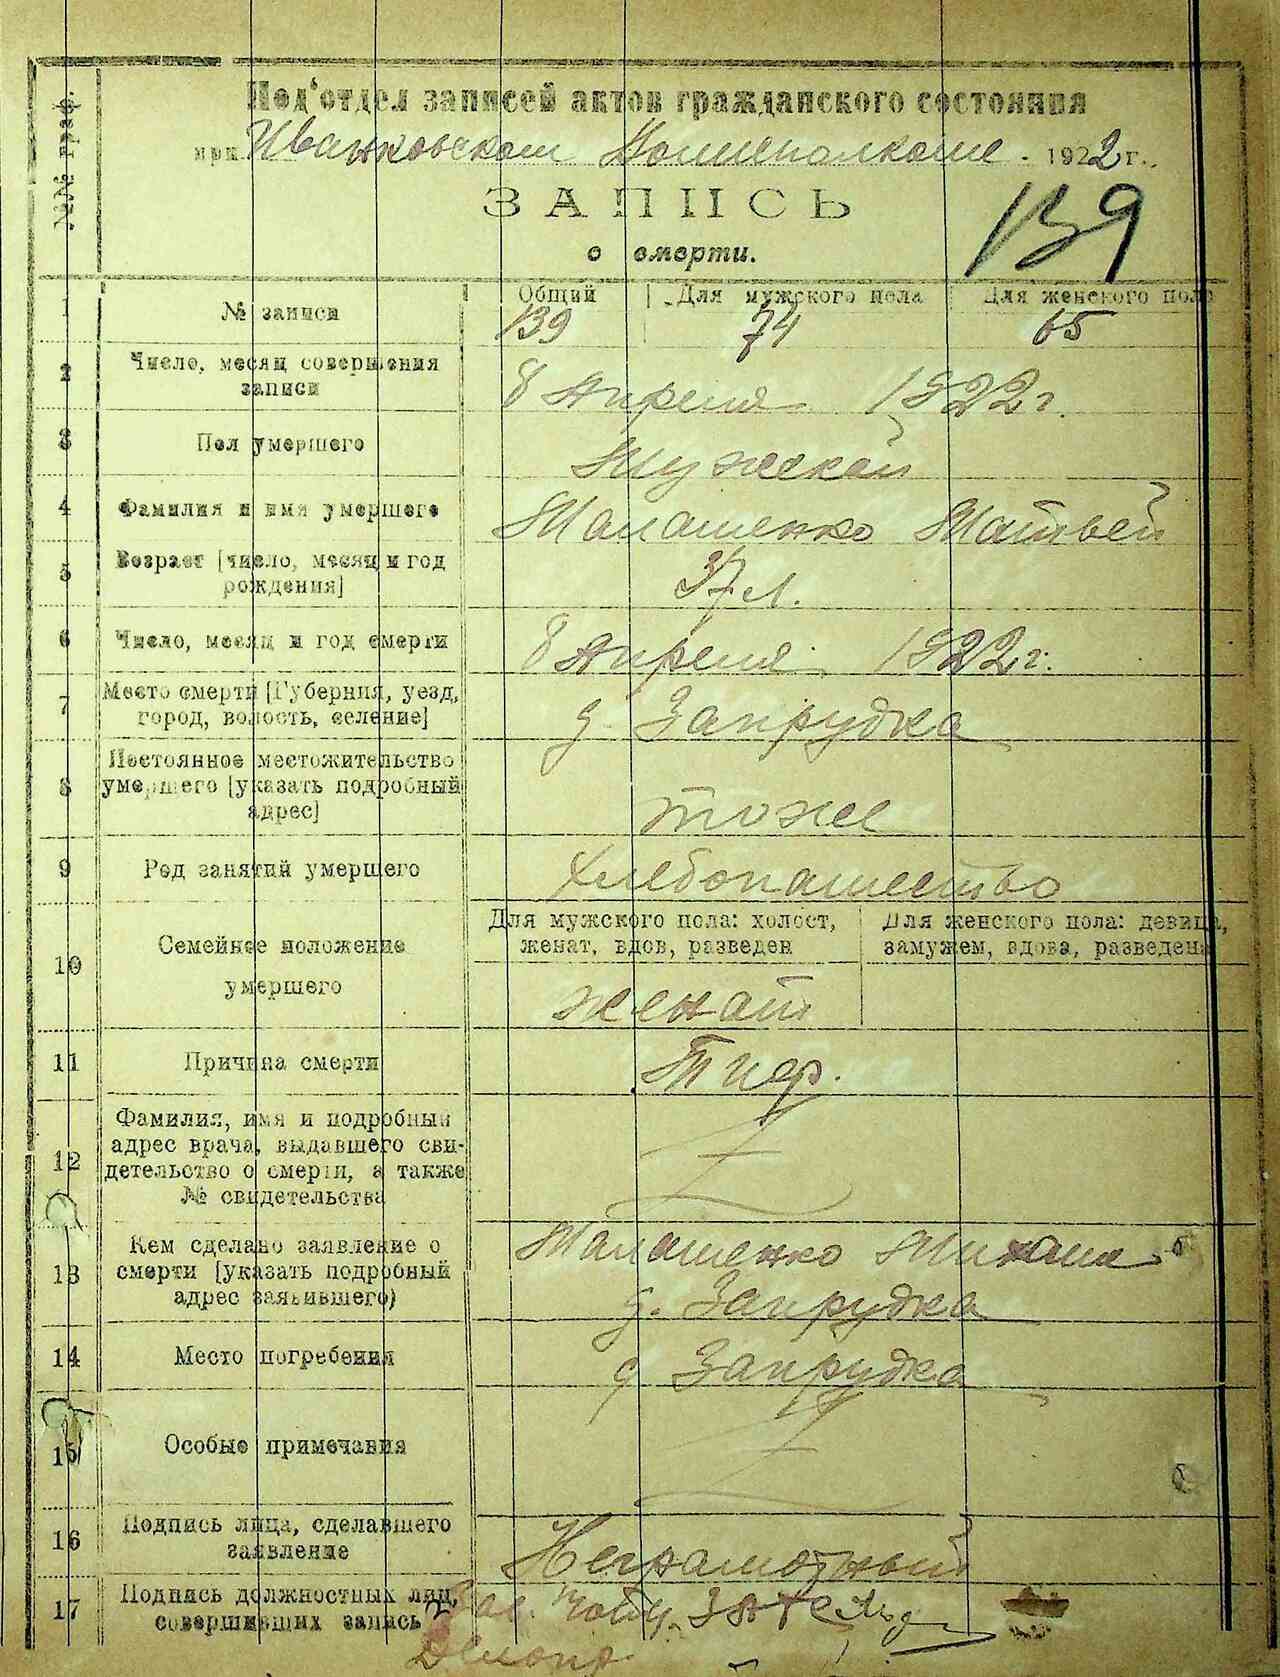 №№ граф.
Под'отдел записей актов гражданского состояния
при Иванковском Волисполкоме. 1922 г.
ЗАПИСЬ
о смерти.
139
1 № записи Общий 139 Для мужского пола 74 Для женского пола 65
2 Число, месяц совершения
записи 8 Апреля 1922 г.
3 Пол умершего Мужской
4 Фамилия и имя умершего Малашенко Матвей
5 Возраст [число, месяц и год
рождения] 37 л.
6 Число, месяц и год смерти 8 Апреля 1922 г.
7 Место смерти [Губерния, уезд,
город, волость, селение] д. Запрудка
8 Постоянное местожительство
умершего [указать подробный
адрес] тоже
9 Род занятий умершего Хлебопашество
10 Семейное положение
умершего
Для мужского пола: холост,
женат, вдов, разведен
Для женского пола: девица,
замужем, вдова, разведена
женат
11 Причина смерти Тиф.
12 Фамилия, имя и подробный
адрес врача, выдавшего сви-
детельство о смерти, а также
№ свидетельства
13 Кем сделано заявление о
смерти [указать подробный
адрес заявившего)
Малашенко Михаил
д. Запрудка
14 Место погребения д Запрудка
15 Особые примечания
16 Подпись лица, сделавшего
заявление Неграмотный
17 Подпись должностных лиц,
совершивших запись